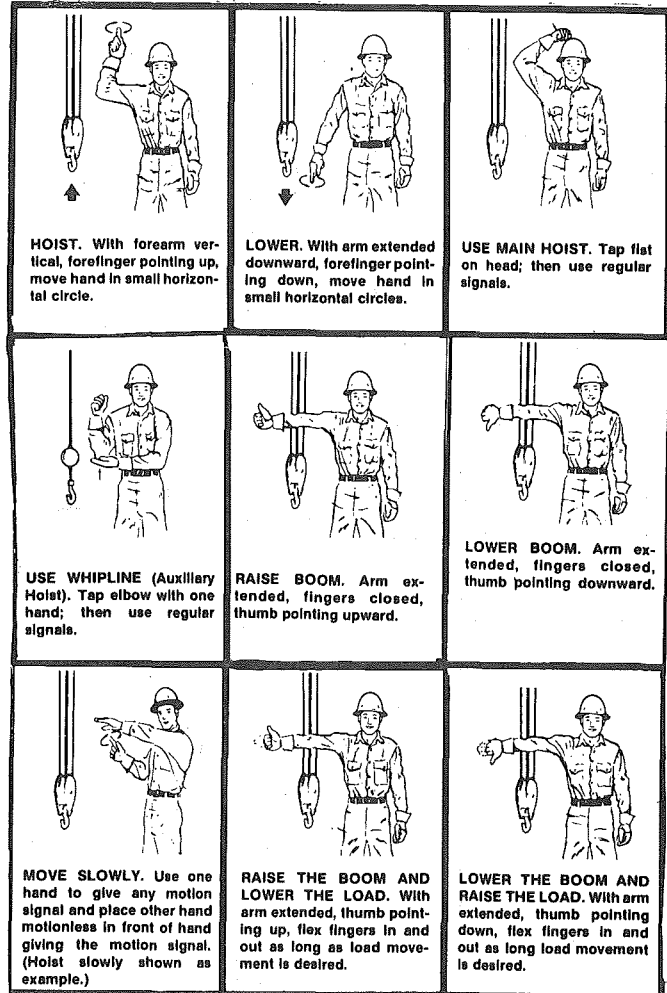 HOIST. With forearm ver-
tical, forefinger pointing up,
move hand in small horizon-
tal circle.
LOWER. With arm extended
downward, forefinger point-
ing down, move hand in
small horizontal circles.
USE MAIN HOIST. Tap fist
on head; then use regular
signals.
USE WHIPLINE (Auxiliary
Hoist). Tap elbow with one
hand; then use regular
signals.
RAISE BOOM. Arm ex-
tended, fingers closed,
thumb pointing upward.
LOWER BOOM. Arm ex-
tended, fingers closed,
thumb pointing downward.
MOVE SLOWLY. Use one
hand to give any motion
signal and place other hand
motionless in front of hand
giving the motion signal.
(Hoist slowly shown as
example.)
RAISE THE BOOM AND
LOWER THE LOAD. With
arm extended, thumb point-
ing up, flex fingers in and
out as long as load move-
ment is desired.
LOWER THE BOOM AND
RAISE THE LOAD. With arm
extended, thumb pointing
down, flex fingers in and
out as long load movement
is desired.